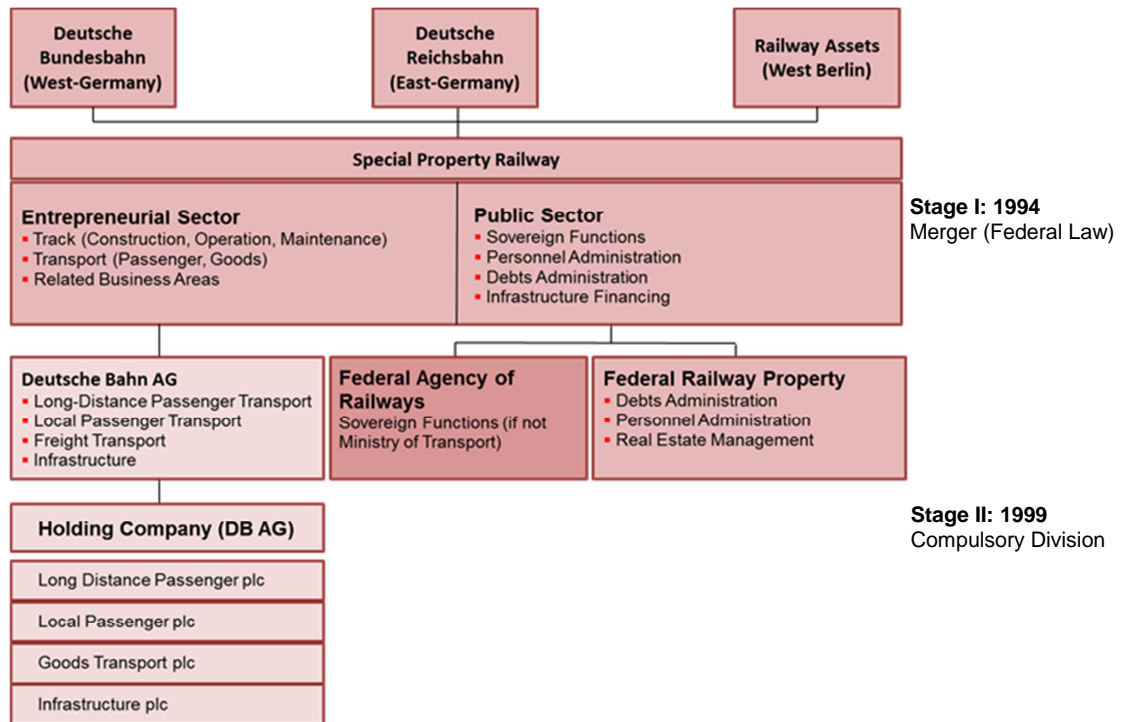 Deutsche
Bundesbahn
(West-Germany)
Deutsche
Reichsbahn
(East-Germany)
Railway Assets
(West Berlin)
Special Property Railway
Entrepreneurial Sector
▪ Track (Construction, Operation, Maintenance)
▪ Transport (Passenger, Goods)
▪ Related Business Areas
Public Sector
▪ Sovereign Functions
▪ Personnel Administration
▪ Debts Administration
▪ Infrastructure Financing
Stage I: 1994
Merger (Federal Law)
Deutsche Bahn AG
▪ Long-Distance Passenger Transport
▪ Local Passenger Transport
▪ Freight Transport
▪ Infrastructure
Federal Agency of
Railways
Sovereign Functions (if not
Ministry of Transport)
Federal Railway Property
▪ Debts Administration
▪ Personnel Administration
▪ Real Estate Management
Holding Company (DB AG)
Stage II: 1999
Compulsory Division
Long Distance Passenger plc
Local Passenger plc
Goods Transport plc
Infrastructure plc